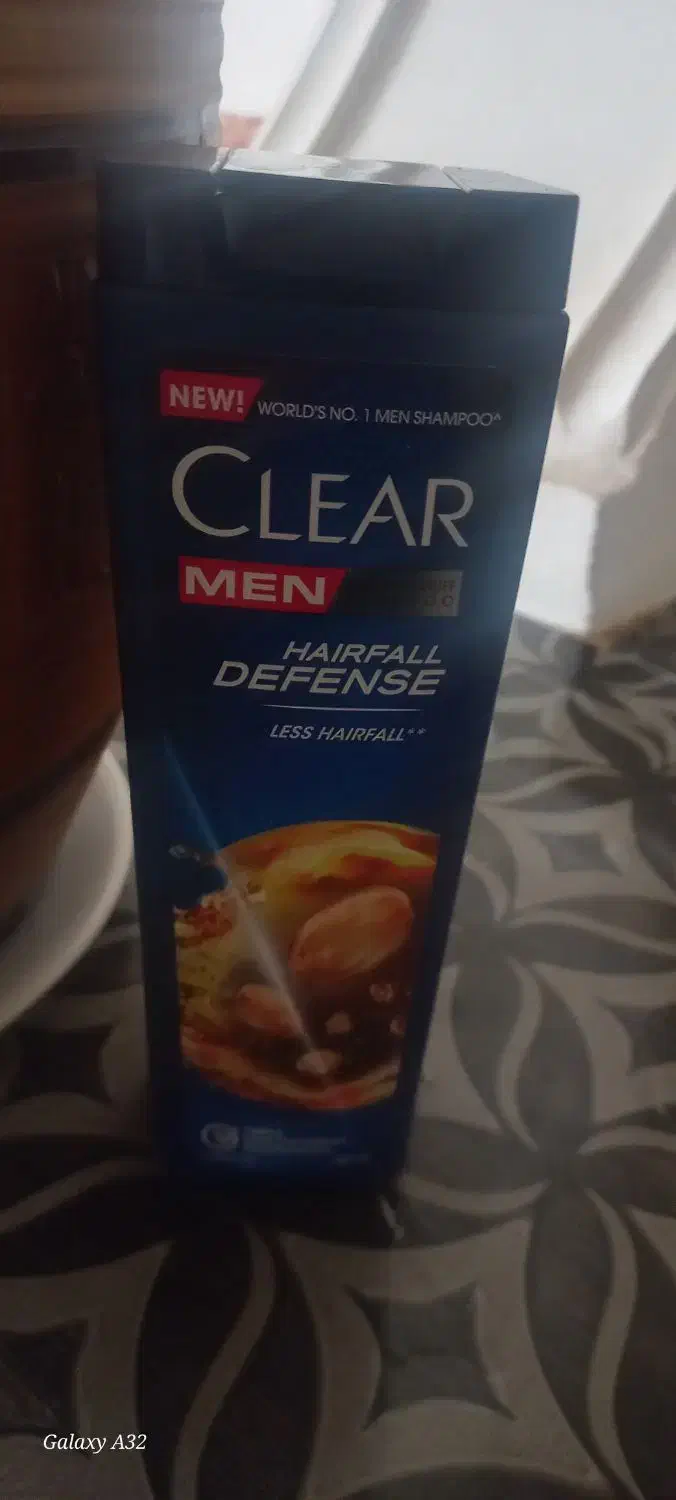 NEW! WORLD'S NO. 1 MEN SHAMPOO^
CLEAR
MEN
HAIRFALL
DEFENSE
LESS HAIRFALL**
Galaxy A32